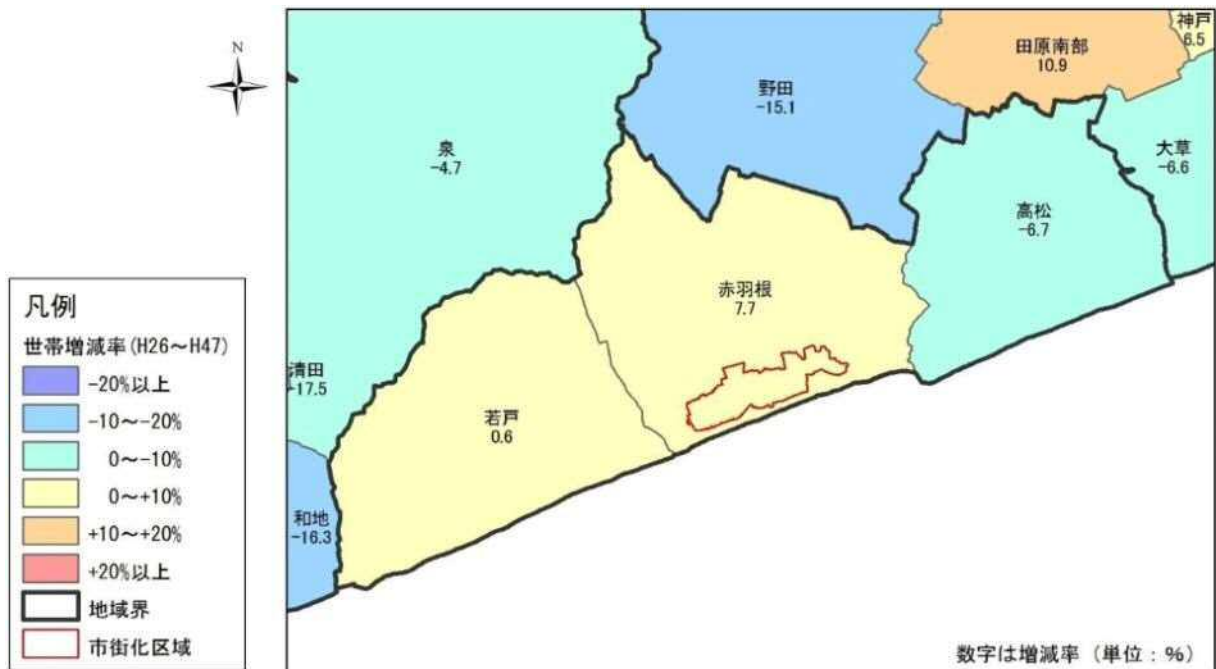 N
神戸
6.5
田原南部
10.9
野田
-15.1
泉
-4.7
大草
-6.6
高松
-6.7
赤羽根
7.7
清田
-17.5
若戸
0.6
和地
-16.3
凡例
世帯増減率(H26～H47)
-20%以上
-10～-20%
0～-10%
0～+10%
+10～+20%
+20%以上
地域界
市街化区域
数字は増減率（単位：%）